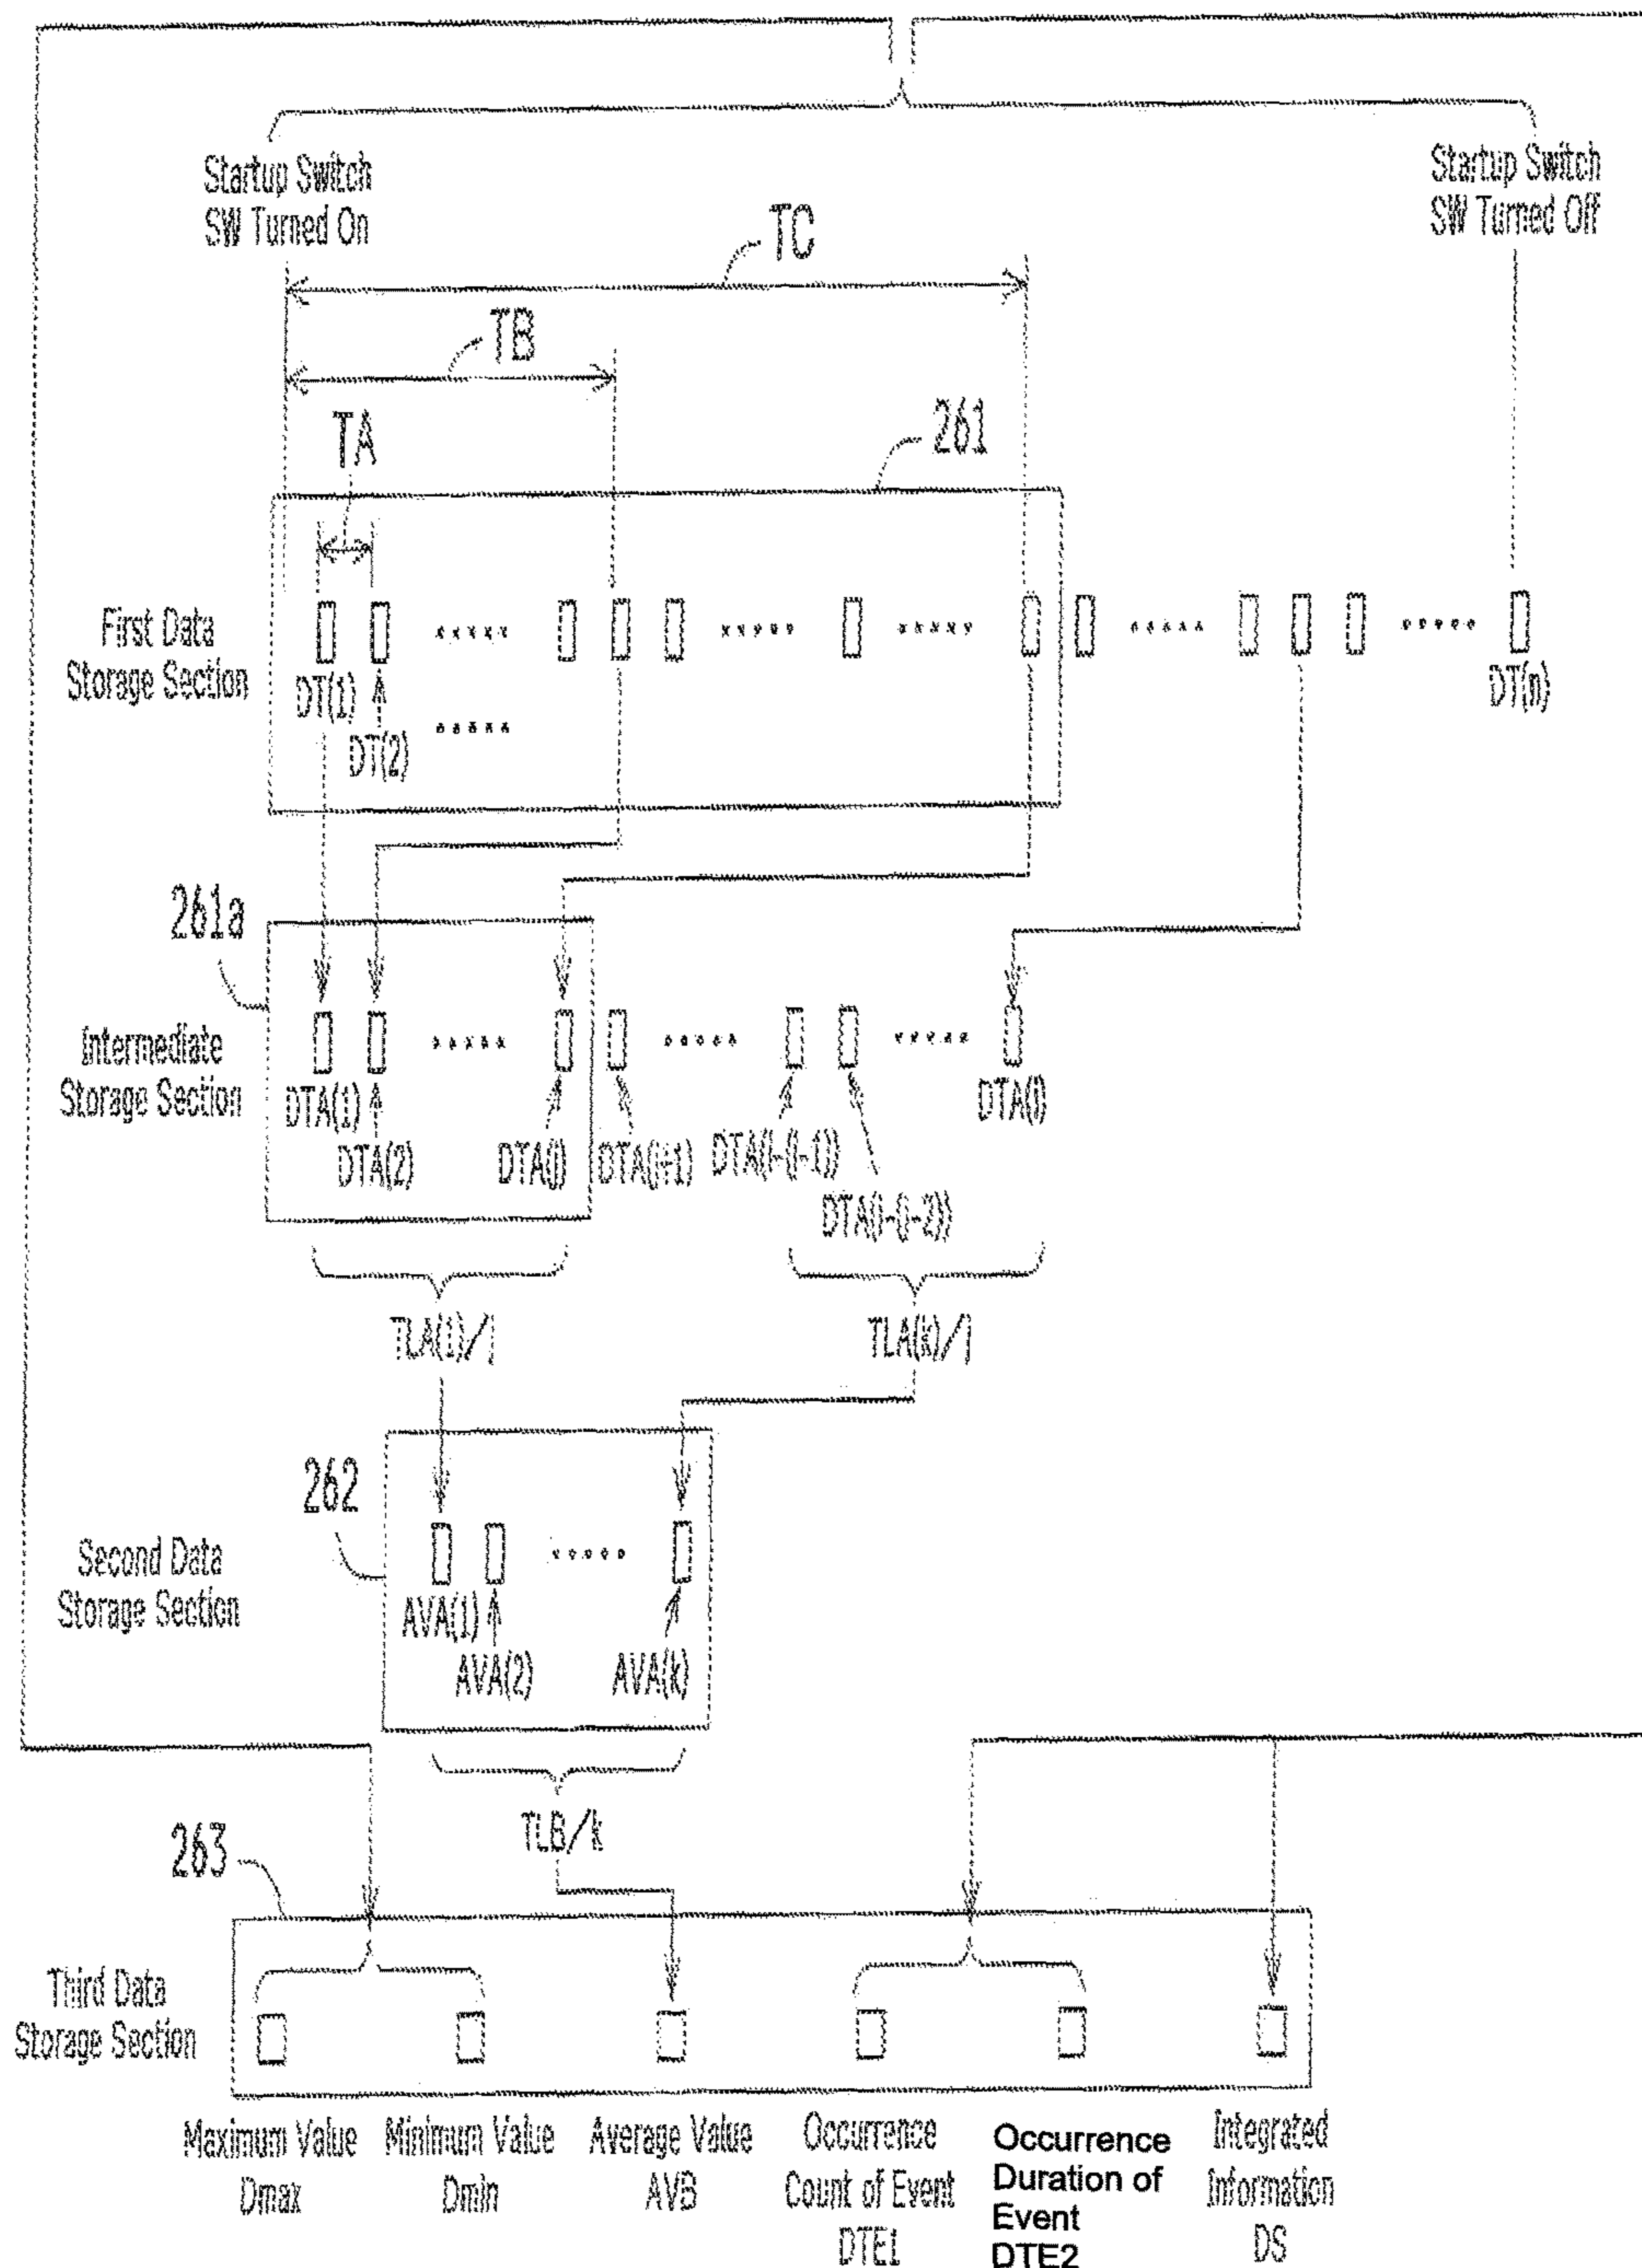 Startup Switch
SW Turned On
Startup Switch
SW Turned Off
TC
TB
TA
261
First Data
Storage Section
DT(1)
DT(2)
DT(n)
261a
Intermediate
Storage Section
DTA(1)
DTA(2)
DTA(j)
DTA(j+1)
DTA(i-(j-1))
DTA(i-(j-2))
DTA(i)
TLA(1)/j
TLA(k)/j
262
Second Data
Storage Section
AVA(1)
AVA(2)
AVA(k)
TLB/k
263
Third Data
Storage Section
Maximum Value
Dmax
Minimum Value
Dmin
Average Value
AVB
Occurrence
Count of Event
DTE1
Occurrence
Duration of
Event
DTE2
Integrated
Information
DS